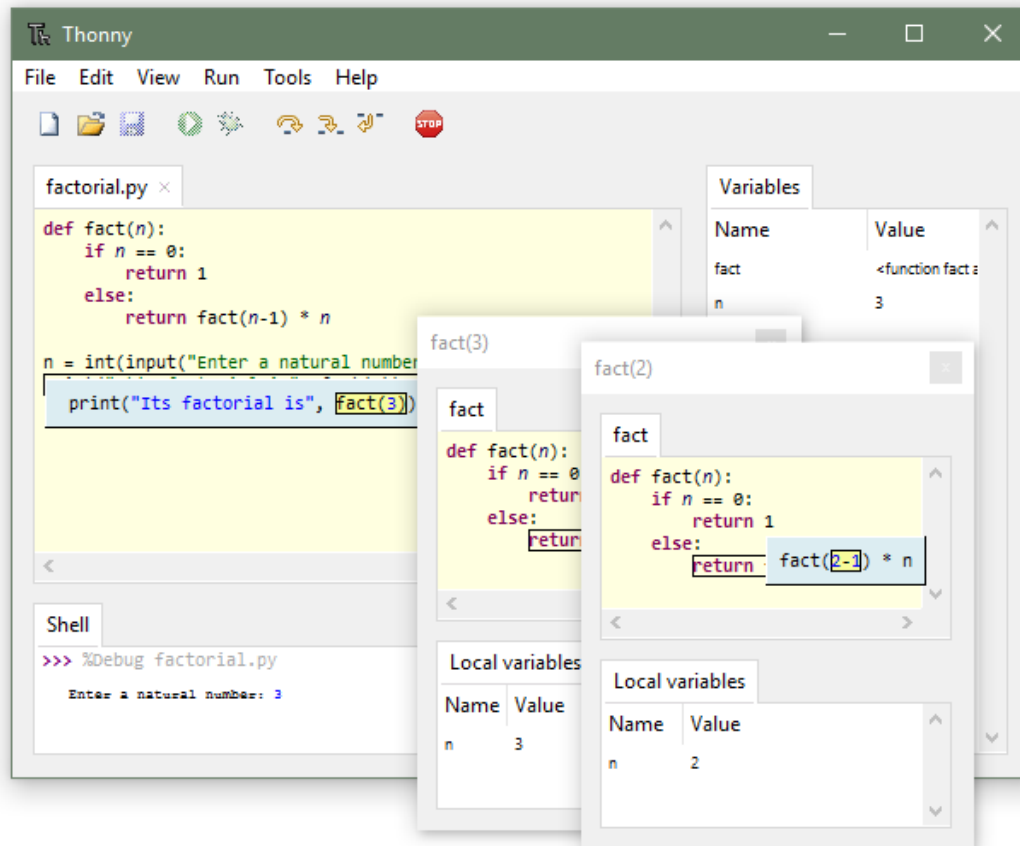 Thonny
File Edit View Run Tools Help
STOP
factorial.py
def fact(n):
    if n == 0:
        return 1
    else:
        return fact(n-1) * n
n = int(input("Enter a natural number
print("Its factorial is", fact(3))
Shell
>>> %Debug factorial.py
Enter a natural number: 3
Variables
Name Value
fact <function fact a
n 3
fact(3)
fact
def fact(n):
    if n == 0
        retur
    else:
        retur
Local variables
Name Value
n 3
fact(2)
fact
def fact(n):
    if n == 0:
        return 1
    else:
        return fact(2-1) * n
Local variables
Name Value
n 2